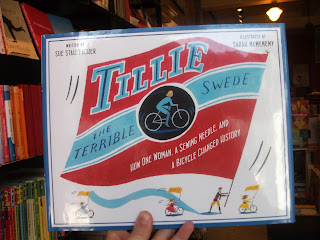 WRITTEN BY
SUE STAUFFACHER
ILLUSTRATED BY
SARAH MCMENEMY
TILLIE
THE TERRIBLE SWEDE
HOW ONE WOMAN, A SEWING NEEDLE, AND
A BICYCLE CHANGED HISTORY